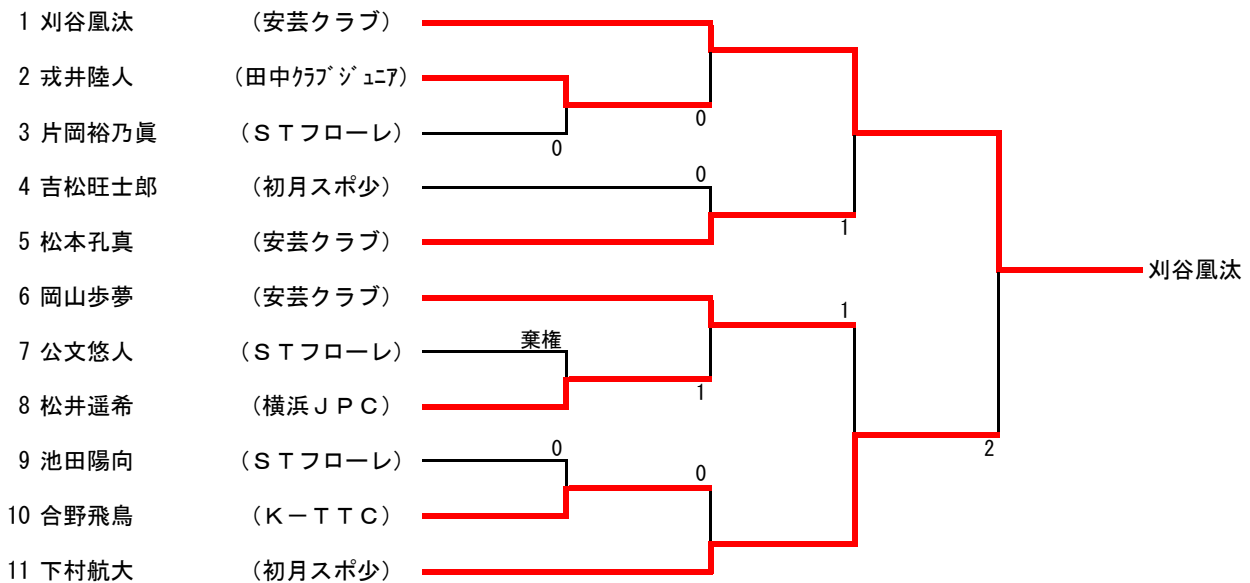 1 刈谷凰汰 （安芸クラブ）
2 戎井陸人 （田中ｸﾗﾌﾞｼﾞｭﾆｱ）
0
3 片岡裕乃眞 （ＳＴフローレ）
0
0
4 吉松旺士郎 （初月スポ少）
1
5 松本孔真 （安芸クラブ）
刈谷凰汰
6 岡山歩夢 （安芸クラブ）
1
棄権
7 公文悠人 （ＳＴフローレ）
1
8 松井遥希 （横浜ＪＰＣ）
0
2
9 池田陽向 （ＳＴフローレ）
0
10 合野飛鳥 （Ｋ－ＴＴＣ）
11 下村航大 （初月スポ少）